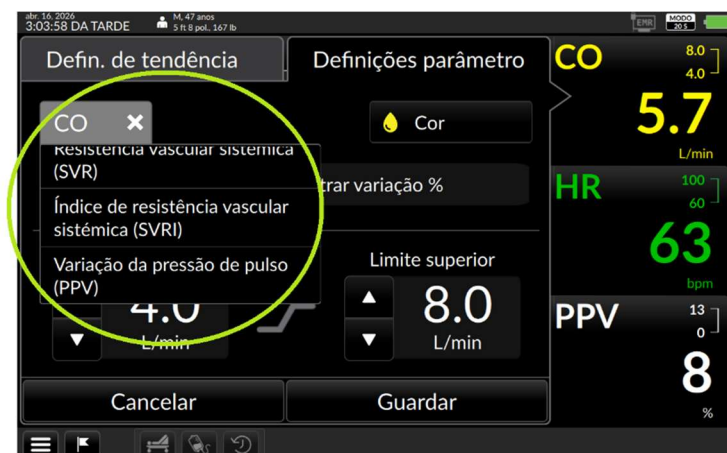 abr. 16, 2026
3:03:58 DA TARDE
M, 47 anos
5 ft 8 pol., 167 lb
EMR
MODO
20 S
Defin. de tendência
Definições parâmetro
CO
Cor
Resistência vascular sistémica
(SVR)
trar variação %
Índice de resistência vascular
sistémica (SVRI)
Variação da pressão de pulso
(PPV)
Limite superior
4.0
L/min
8.0
L/min
Cancelar
Guardar
CO
8.0
4.0
5.7
L/min
HR
100
60
63
bpm
PPV
13
0
8
%